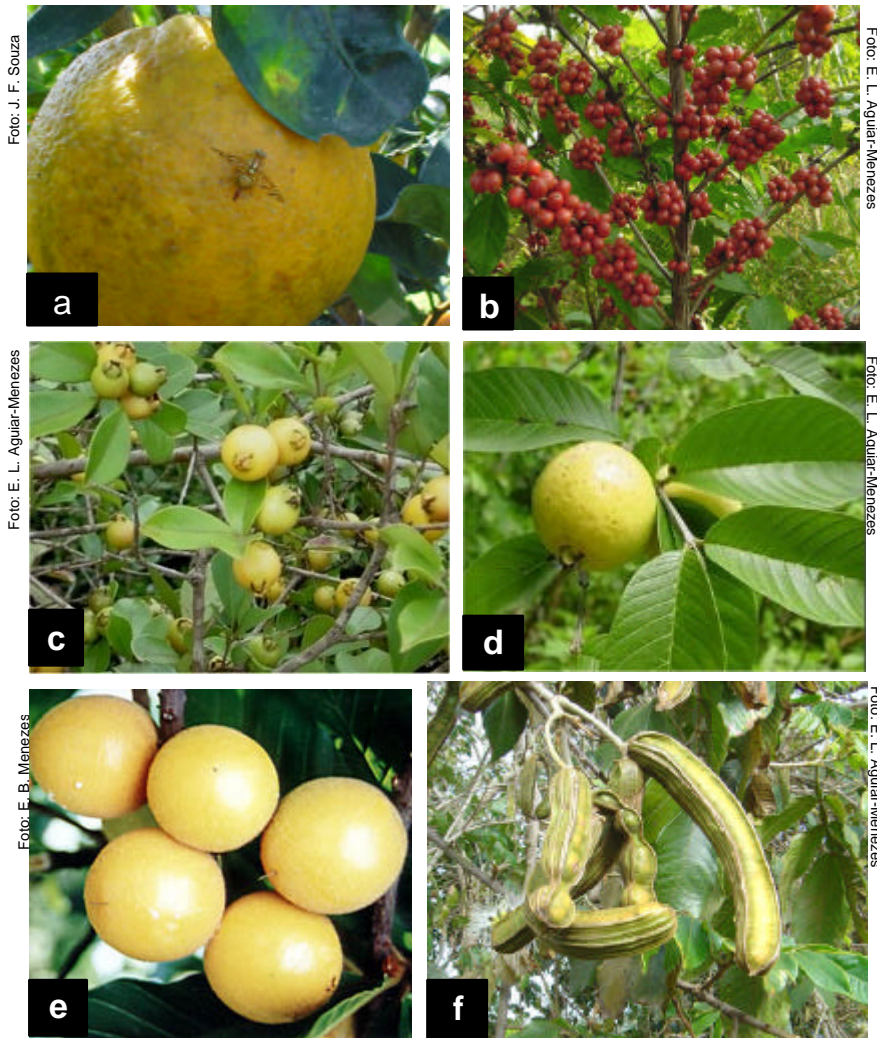 Foto: J. F. Souza
a
Foto: E. L. Aguiar-Menezes
b
Foto: E. L. Aguiar-Menezes
c
Foto: E. L. Aguiar-Menezes
d
Foto: E. B. Menezes
e
Foto: E. L. Aguiar-Menezes
f